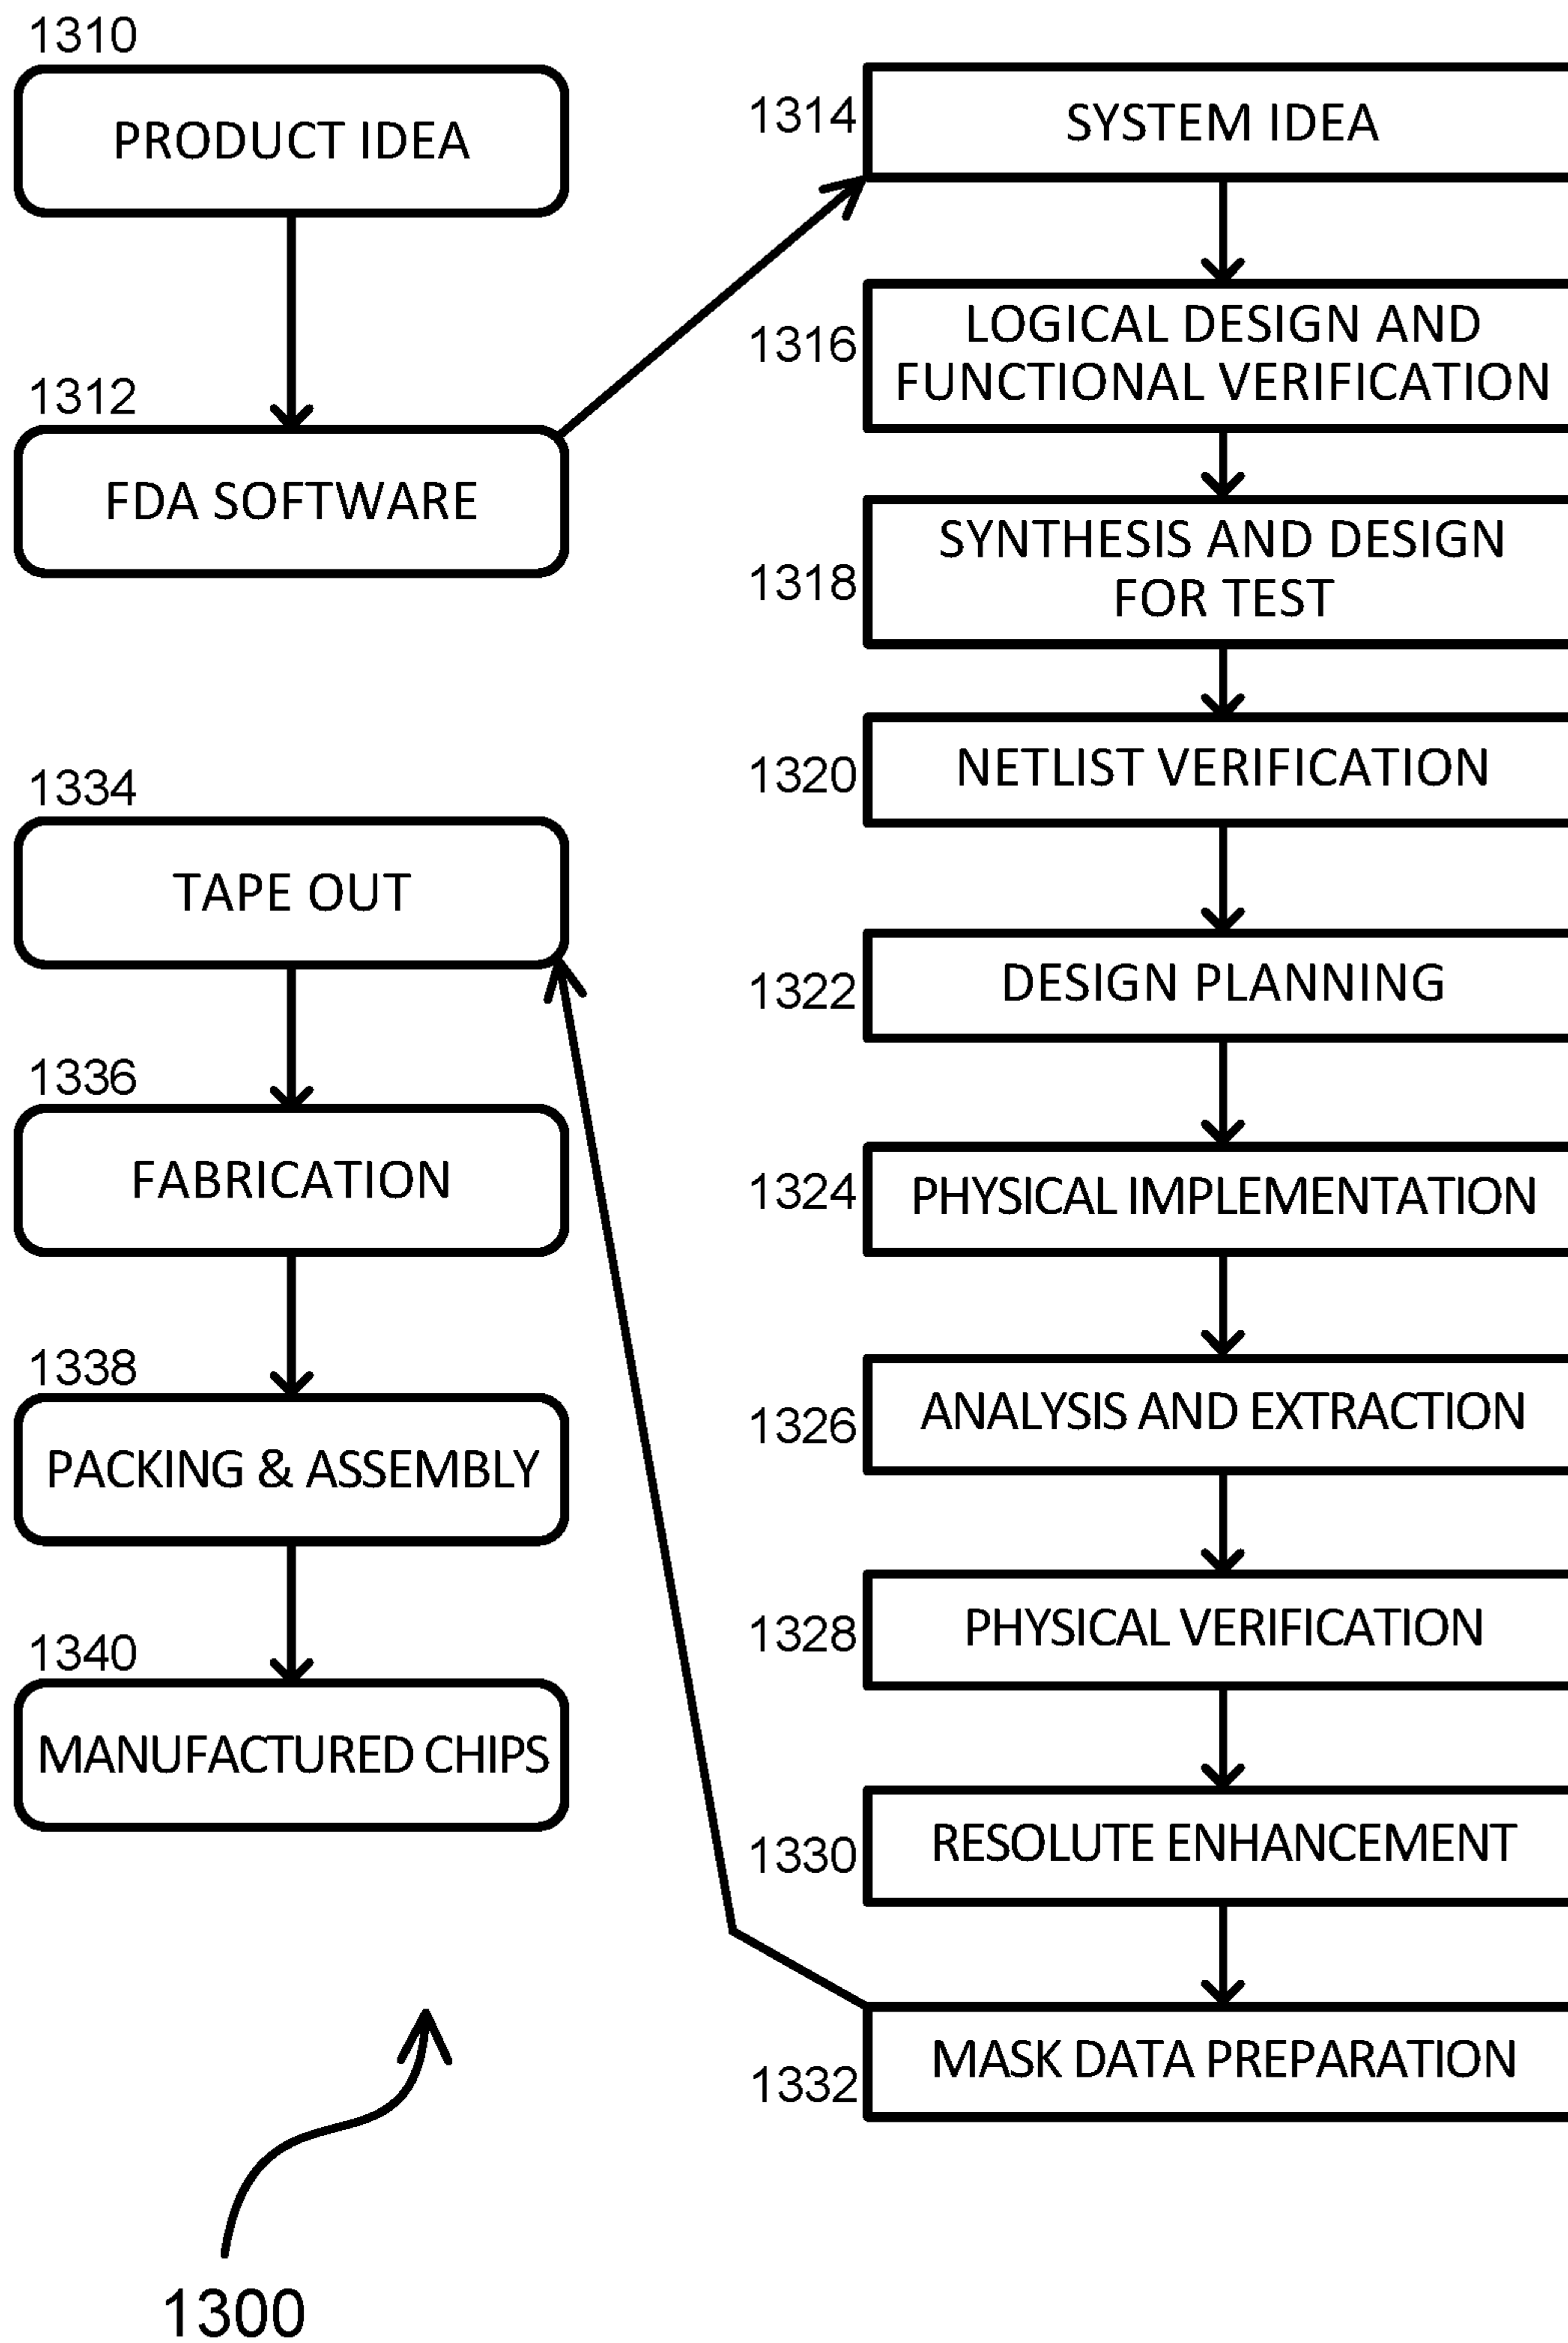 1310
PRODUCT IDEA
1312
FDA SOFTWARE
1314
SYSTEM IDEA
1316
LOGICAL DESIGN AND
FUNCTIONAL VERIFICATION
1318
SYNTHESIS AND DESIGN
FOR TEST
1320
NETLIST VERIFICATION
1322
DESIGN PLANNING
1324
PHYSICAL IMPLEMENTATION
1326
ANALYSIS AND EXTRACTION
1328
PHYSICAL VERIFICATION
1330
RESOLUTE ENHANCEMENT
1332
MASK DATA PREPARATION
1334
TAPE OUT
1336
FABRICATION
1338
PACKING & ASSEMBLY
1340
MANUFACTURED CHIPS
1300